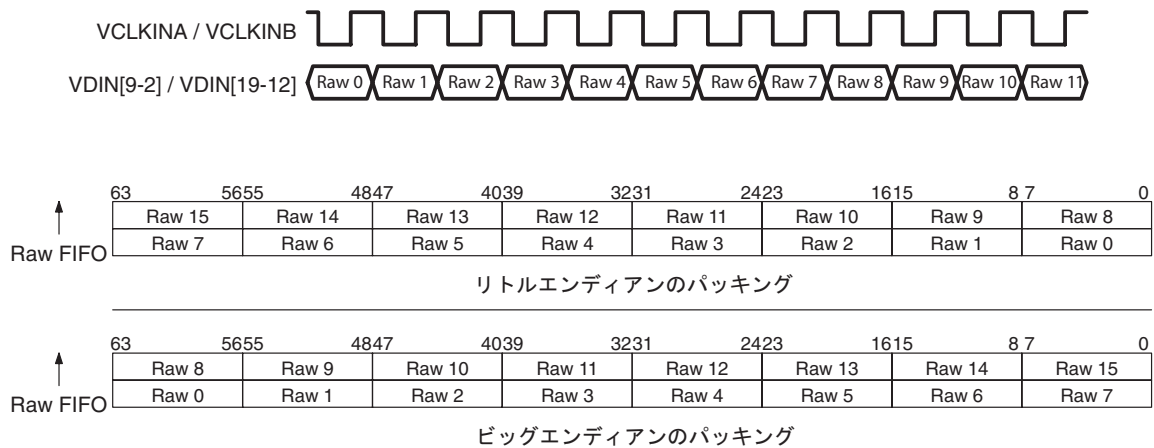 VCLKINA / VCLKINB
VDIN[9-2] / VDIN[19-12] Raw 0 Raw 1 Raw 2 Raw 3 Raw 4 Raw 5 Raw 6 Raw 7 Raw 8 Raw 9 Raw 10 Raw 11
63 5655 4847 4039 3231 2423 1615 8 7 0
Raw 15 Raw 14 Raw 13 Raw 12 Raw 11 Raw 10 Raw 9 Raw 8
Raw FIFO Raw 7 Raw 6 Raw 5 Raw 4 Raw 3 Raw 2 Raw 1 Raw 0
リトルエンディアンのパッキング
63 5655 4847 4039 3231 2423 1615 8 7 0
Raw 8 Raw 9 Raw 10 Raw 11 Raw 12 Raw 13 Raw 14 Raw 15
Raw FIFO Raw 0 Raw 1 Raw 2 Raw 3 Raw 4 Raw 5 Raw 6 Raw 7
ビッグエンディアンのパッキング